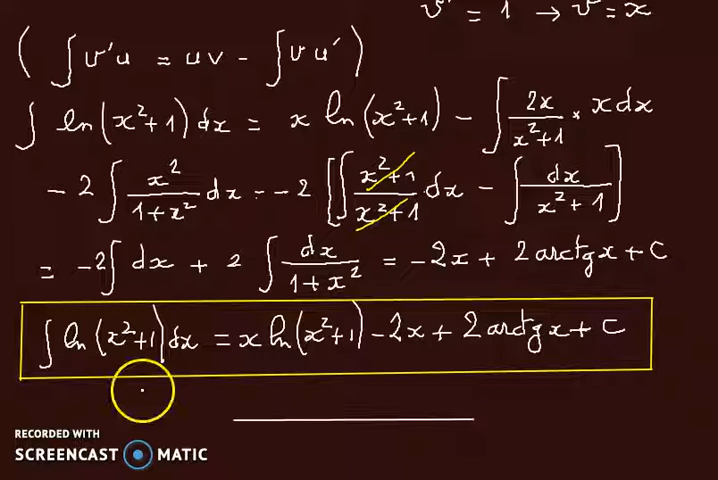 v' = 1 → v = x
( ∫ v'u = uv - ∫ v u' )
∫ ln(x²+1) dx = x ln(x²+1) - ∫ 2x/(x²+1) * x dx
- 2 ∫ x²/(1+x²) dx = -2 [ ∫ (x²+1)/(x²+1) dx - ∫ dx/(x²+1) ]
= -2∫ dx + 2 ∫ dx/(1+x²) = -2x + 2 arctg x + C
∫ ln(x²+1) dx = x ln(x²+1) - 2x + 2 arctg x + C
RECORDED WITH
SCREENCAST MATIC